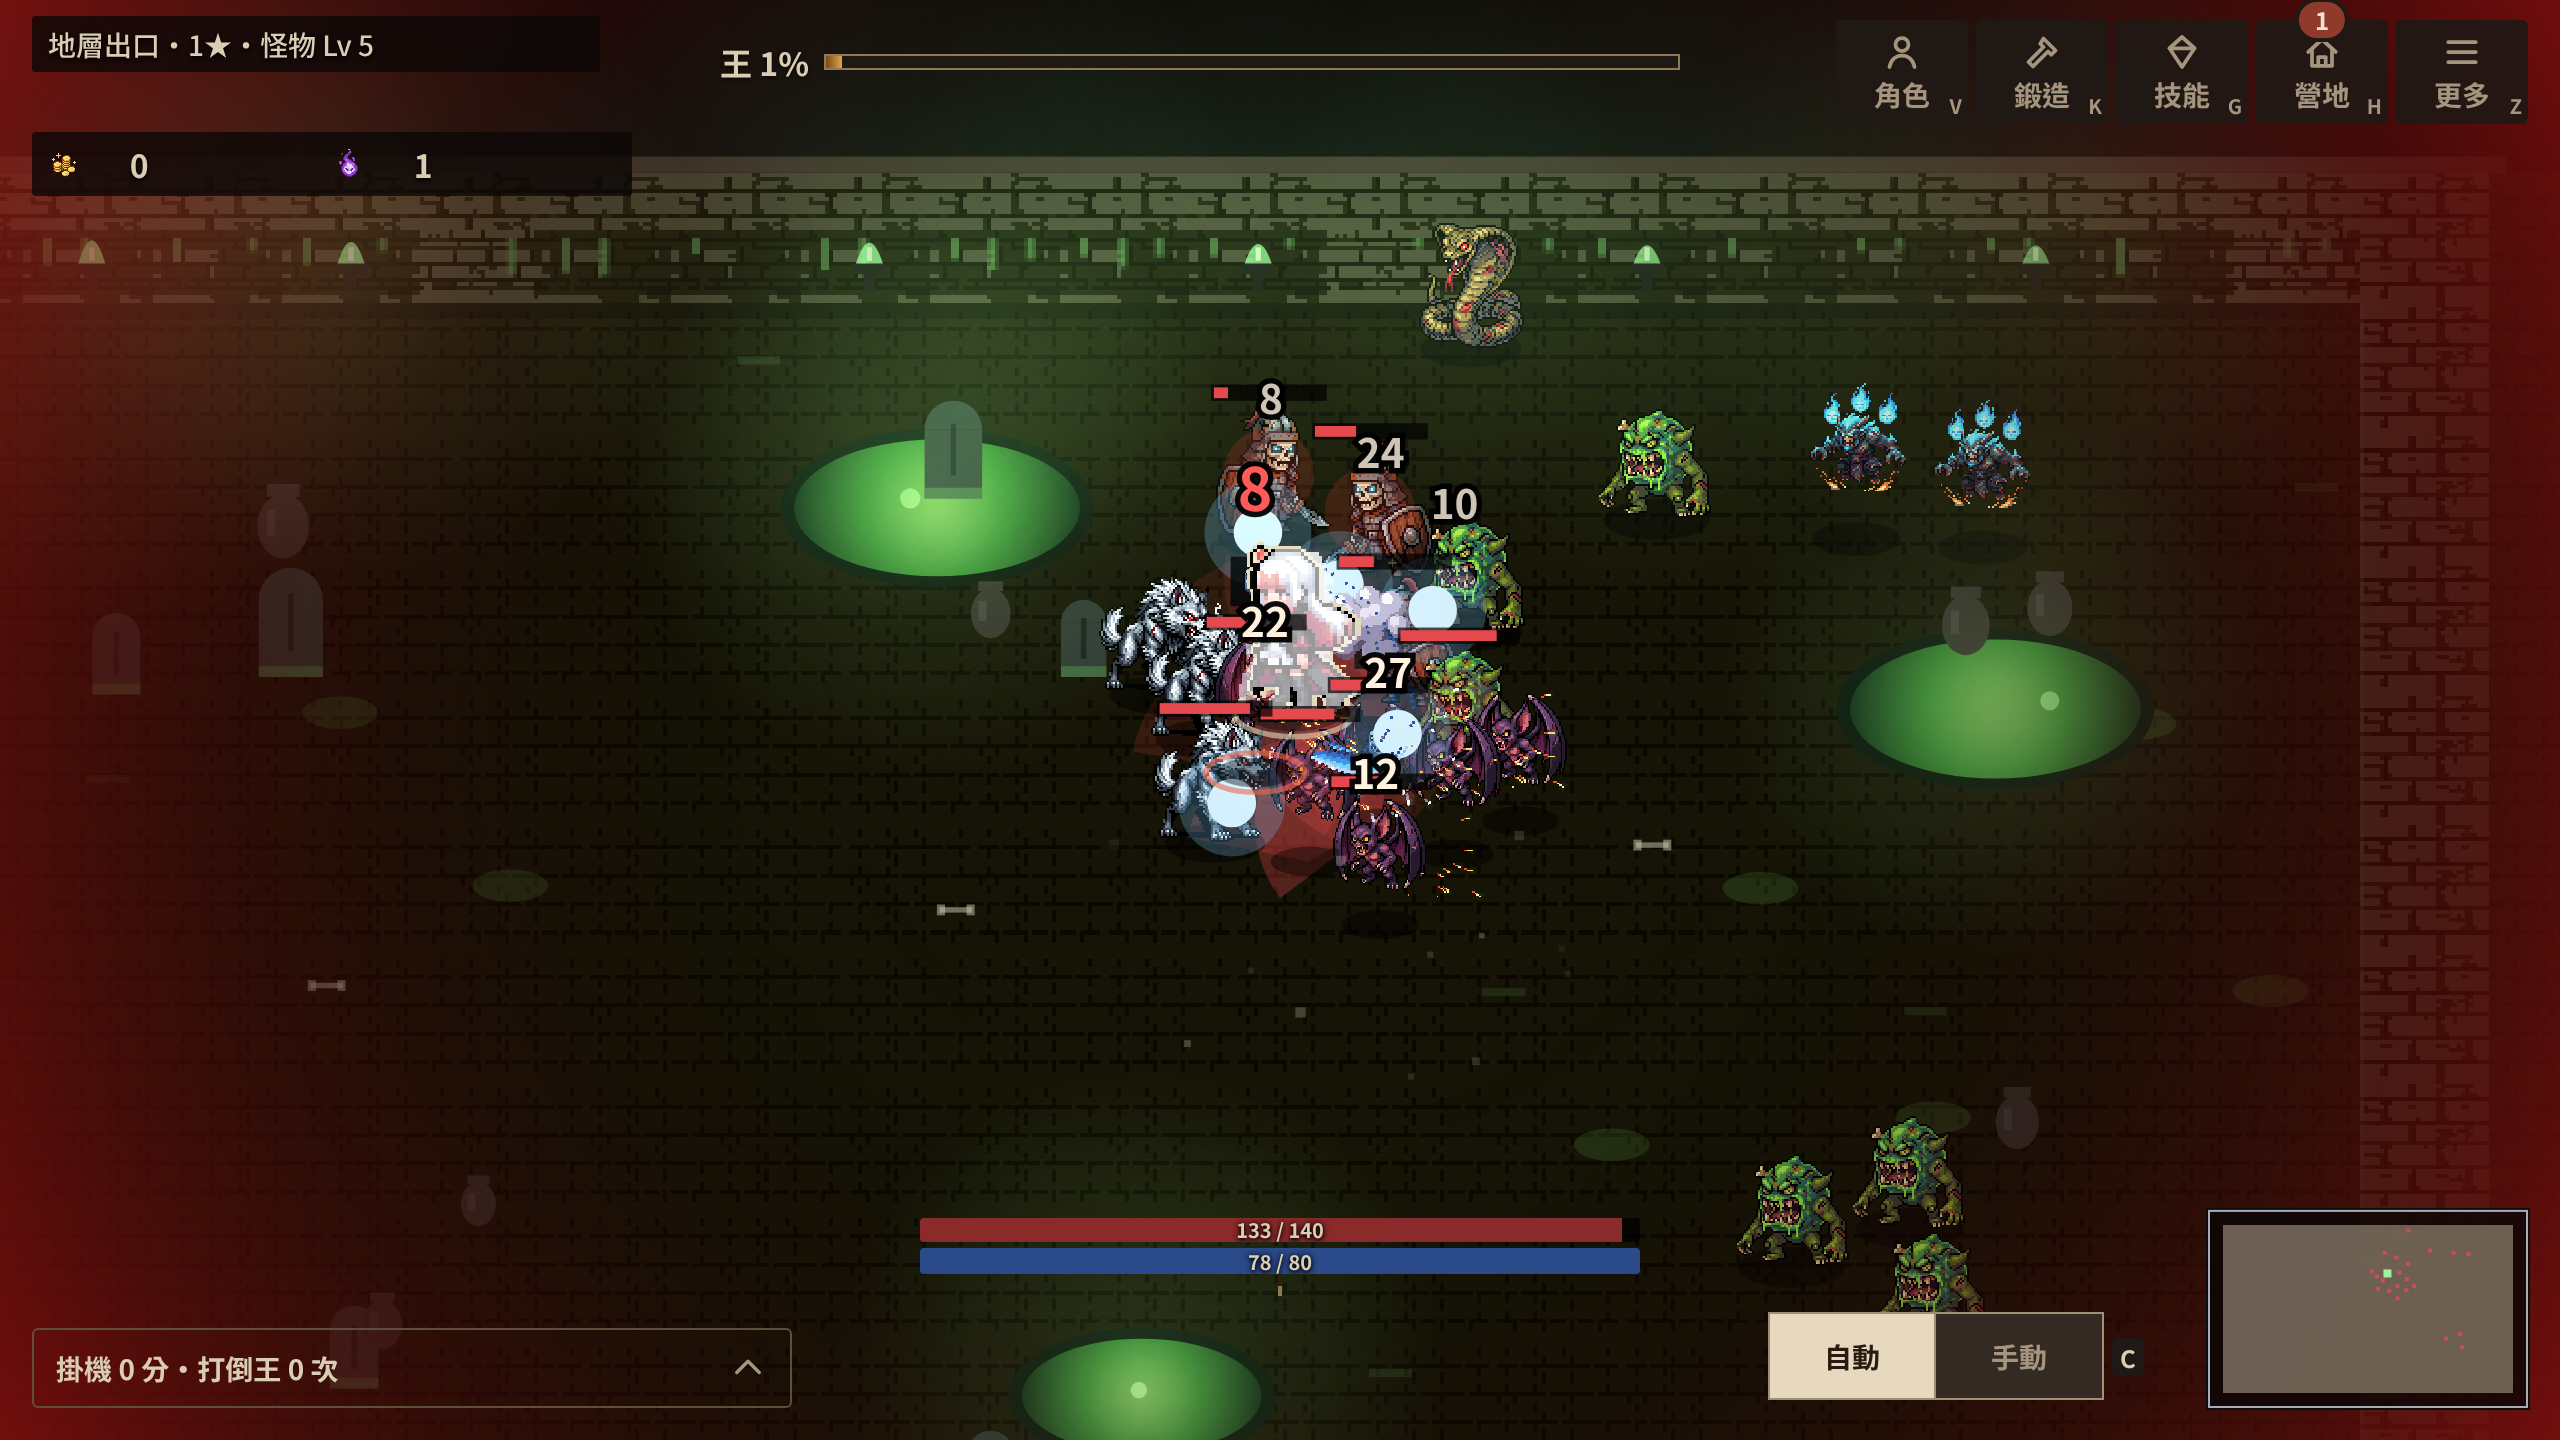 地層出口・1★・怪物 Lv 5
王 1%
1
角色 V
鍛造 K
技能 G
營地 H
更多 Z
0
1
8
24
8
10
22
27
12
133 / 140
78 / 80
掛機 0 分・打倒王 0 次
自動
手動
C